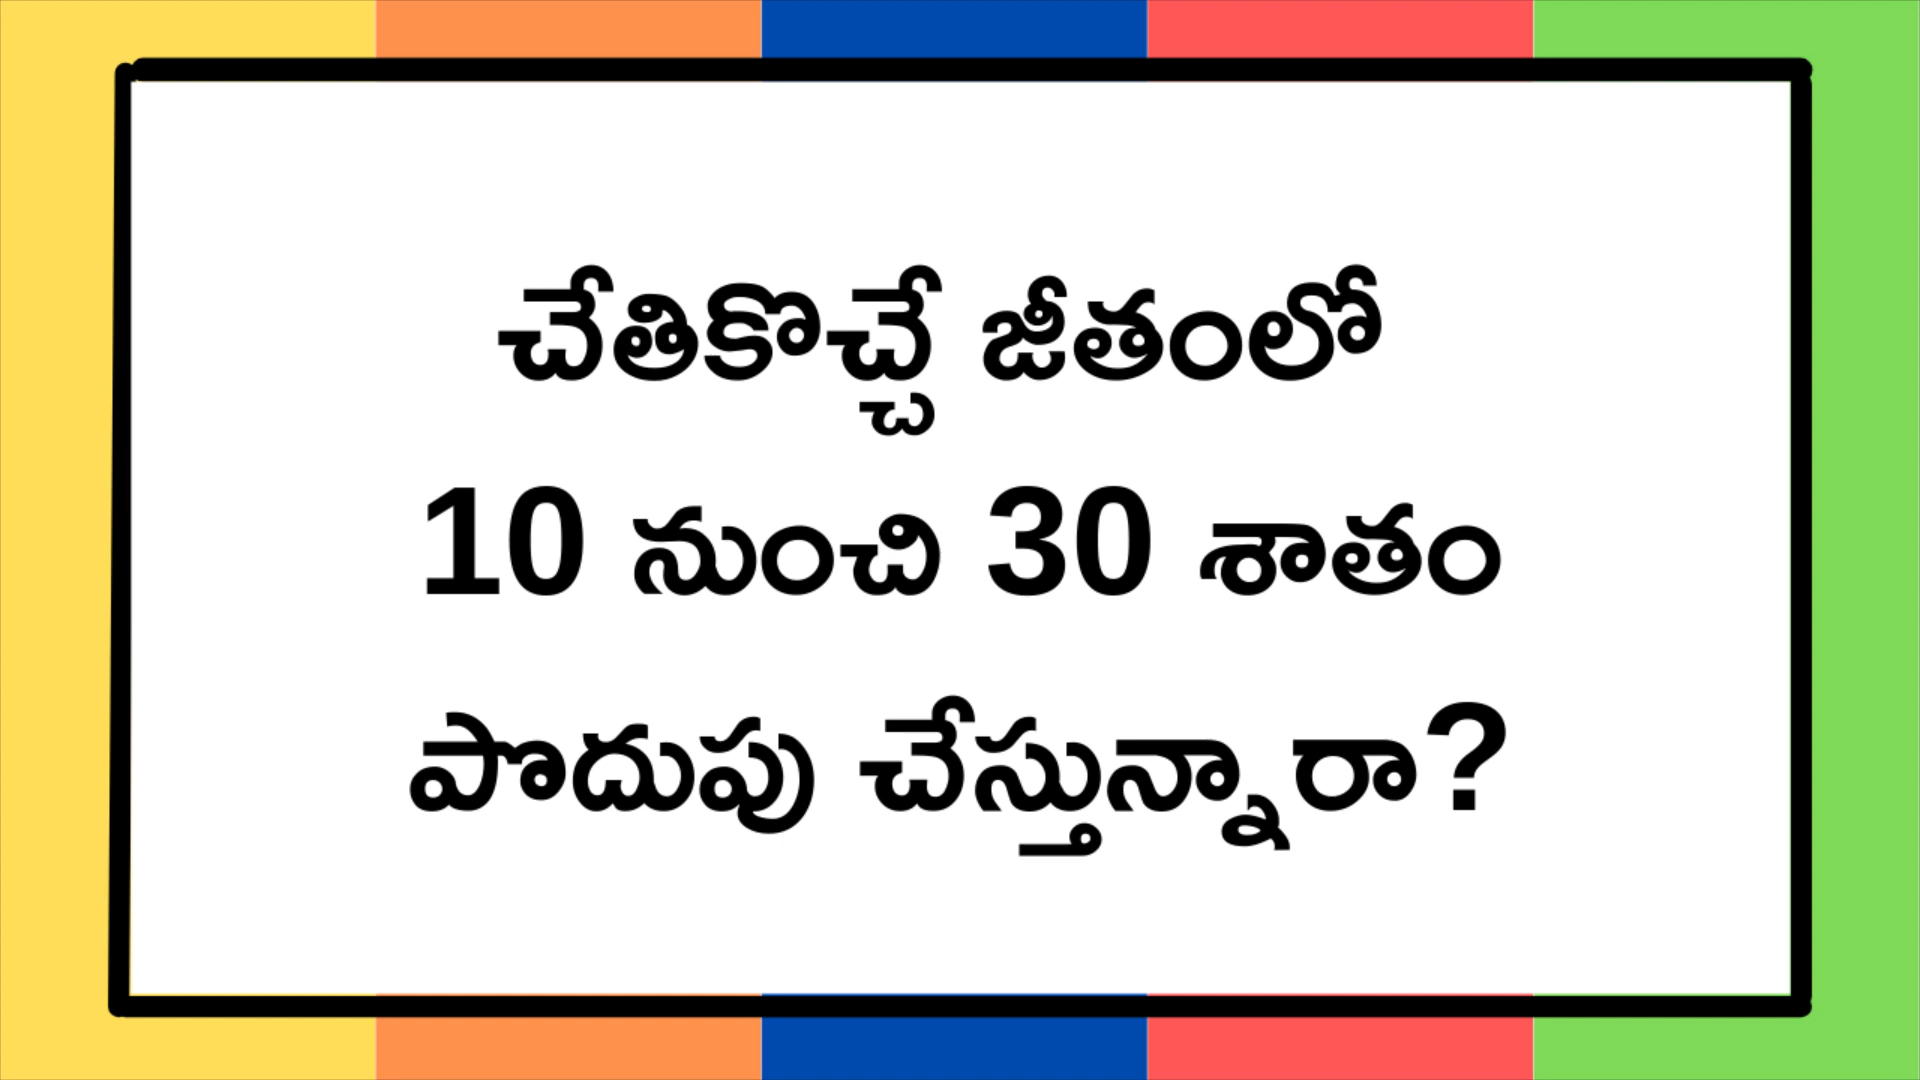 చేతికొచ్చే జీతంలో
10 నుంచి 30 శాతం
పొదుపు చేస్తున్నారా?